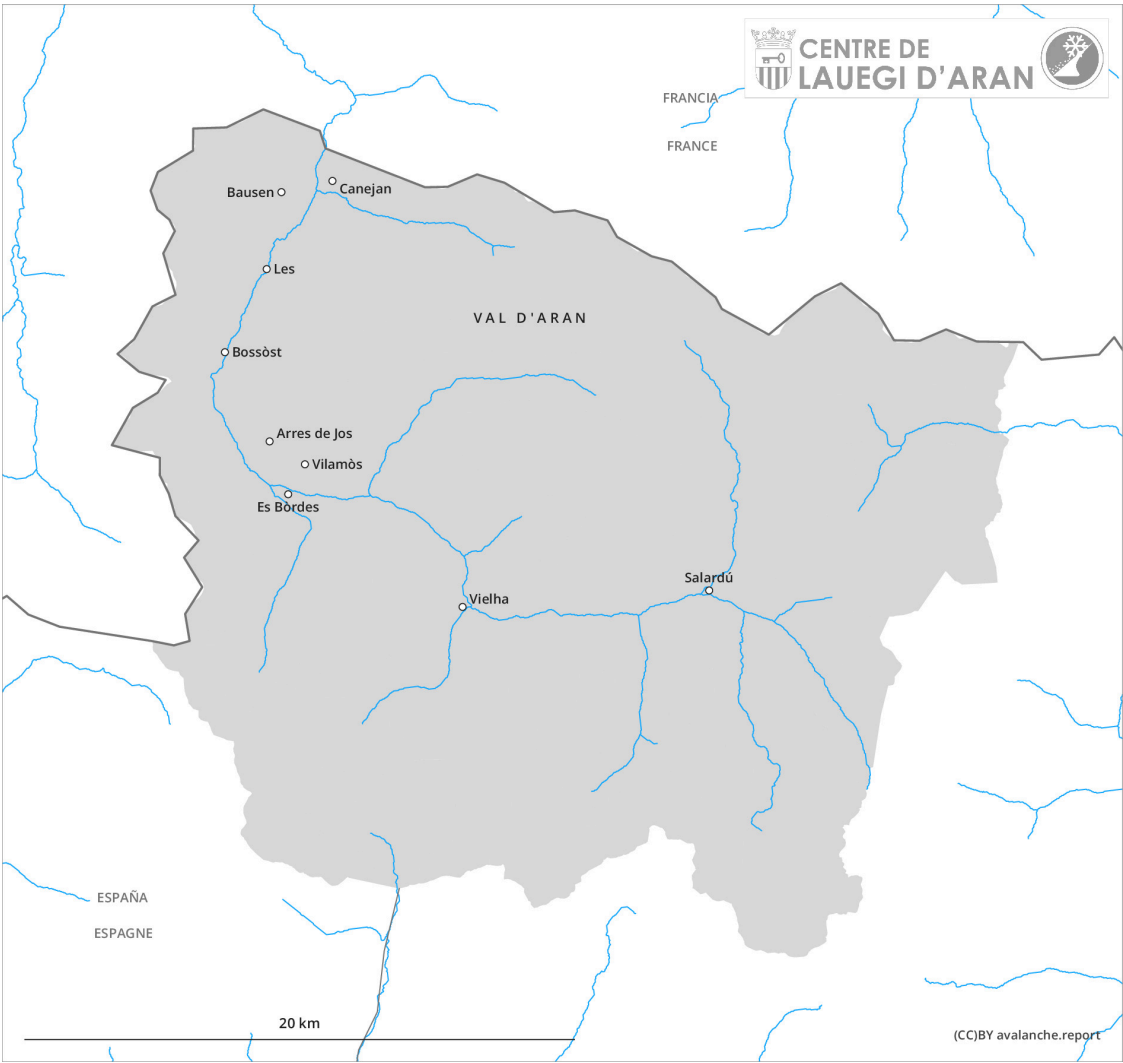 CENTRE DE
LAUEGI D'ARAN
FRANCIA
FRANCE
Bausen
Canejan
Les
VAL D'ARAN
Bossòst
Arres de Jos
Vilamòs
Es Bòrdes
Salardú
Vielha
ESPAÑA
ESPAGNE
20 km
(CC)BY avalanche.report